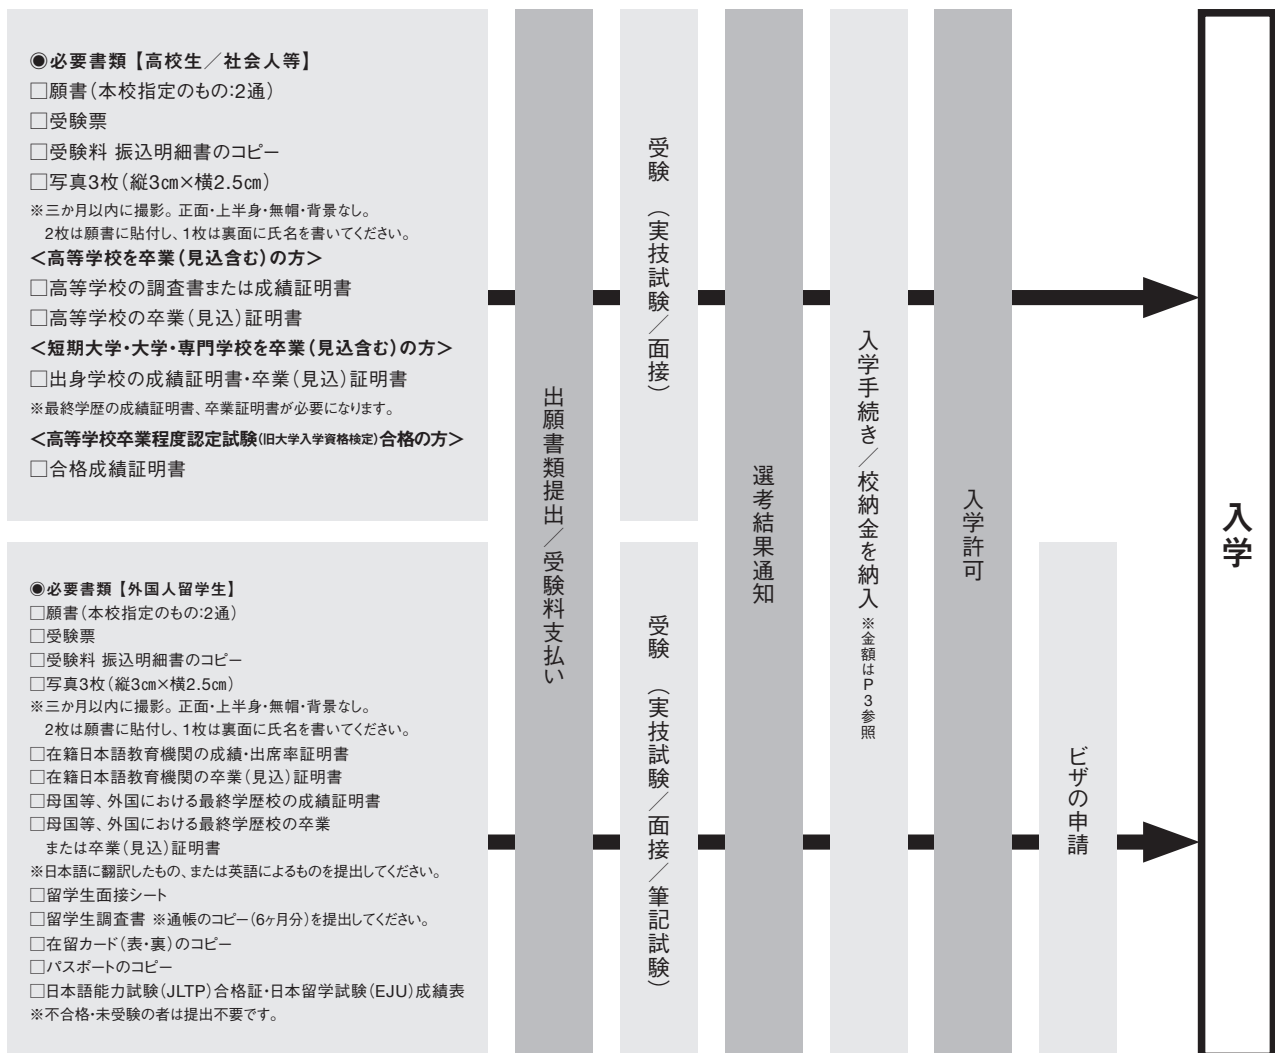 ◉必要書類【高校生／社会人等】
□願書(本校指定のもの:2通)
□受験票
□受験料 振込明細書のコピー
□写真3枚(縦3㎝×横2.5㎝)
※三か月以内に撮影。正面・上半身・無帽・背景なし。
2枚は願書に貼付し、1枚は裏面に氏名を書いてください。
＜高等学校を卒業(見込含む)の方＞
□高等学校の調査書または成績証明書
□高等学校の卒業(見込)証明書
＜短期大学・大学・専門学校を卒業(見込含む)の方＞
□出身学校の成績証明書・卒業(見込)証明書
※最終学歴の成績証明書、卒業証明書が必要になります。
＜高等学校卒業程度認定試験(旧大学入学資格検定)合格の方＞
□合格成績証明書
◉必要書類【外国人留学生】
□願書(本校指定のもの:2通)
□受験票
□受験料 振込明細書のコピー
□写真3枚(縦3㎝×横2.5㎝)
※三か月以内に撮影。正面・上半身・無帽・背景なし。
2枚は願書に貼付し、1枚は裏面に氏名を書いてください。
□在籍日本語教育機関の成績・出席率証明書
□在籍日本語教育機関の卒業(見込)証明書
□母国等、外国における最終学歴校の成績証明書
□母国等、外国における最終学歴校の卒業
または卒業(見込)証明書
※日本語に翻訳したもの、または英語によるものを提出してください。
□留学生面接シート
□留学生調査書 ※通帳のコピー(6ヶ月分)を提出してください。
□在留カード(表・裏)のコピー
□パスポートのコピー
□日本語能力試験(JLTP)合格証・日本留学試験(EJU)成績表
※不合格・未受験の者は提出不要です。
出願書類提出／受験料支払い
受験 (実技試験／面接)
受験 (実技試験／面接／筆記試験)
選考結果通知
入学手続き／校納金を納入 ※金額はP3参照
入学許可
ビザの申請
入学